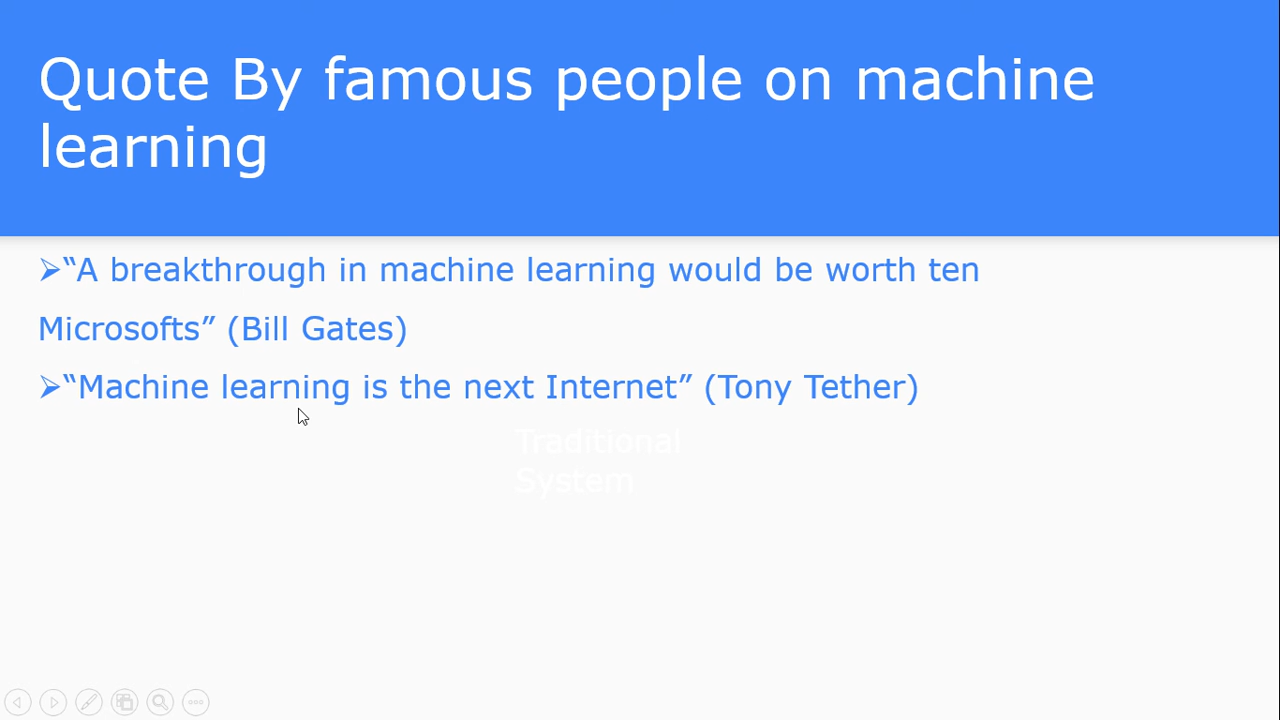 Quote By famous people on machine
learning
➢“A breakthrough in machine learning would be worth ten
Microsofts” (Bill Gates)
➢“Machine learning is the next Internet” (Tony Tether)
Traditional
System